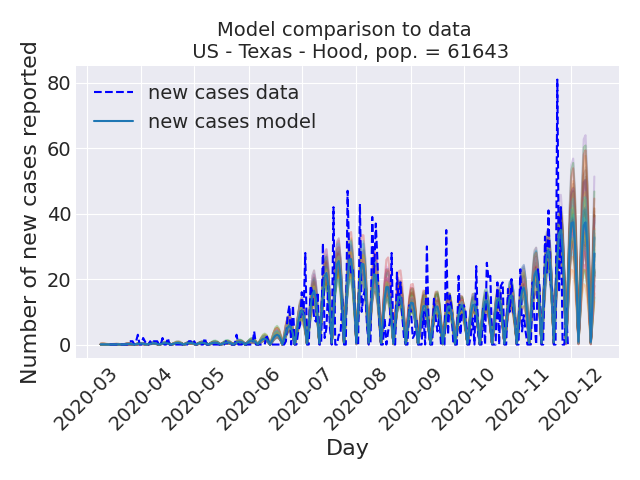 Model comparison to data
US - Texas - Hood, pop. = 61643
Number of new cases reported
80
60
40
20
0
new cases data
new cases model
2020-03
2020-04
2020-05
2020-06
2020-07
2020-08
2020-09
2020-10
2020-11
2020-12
Day